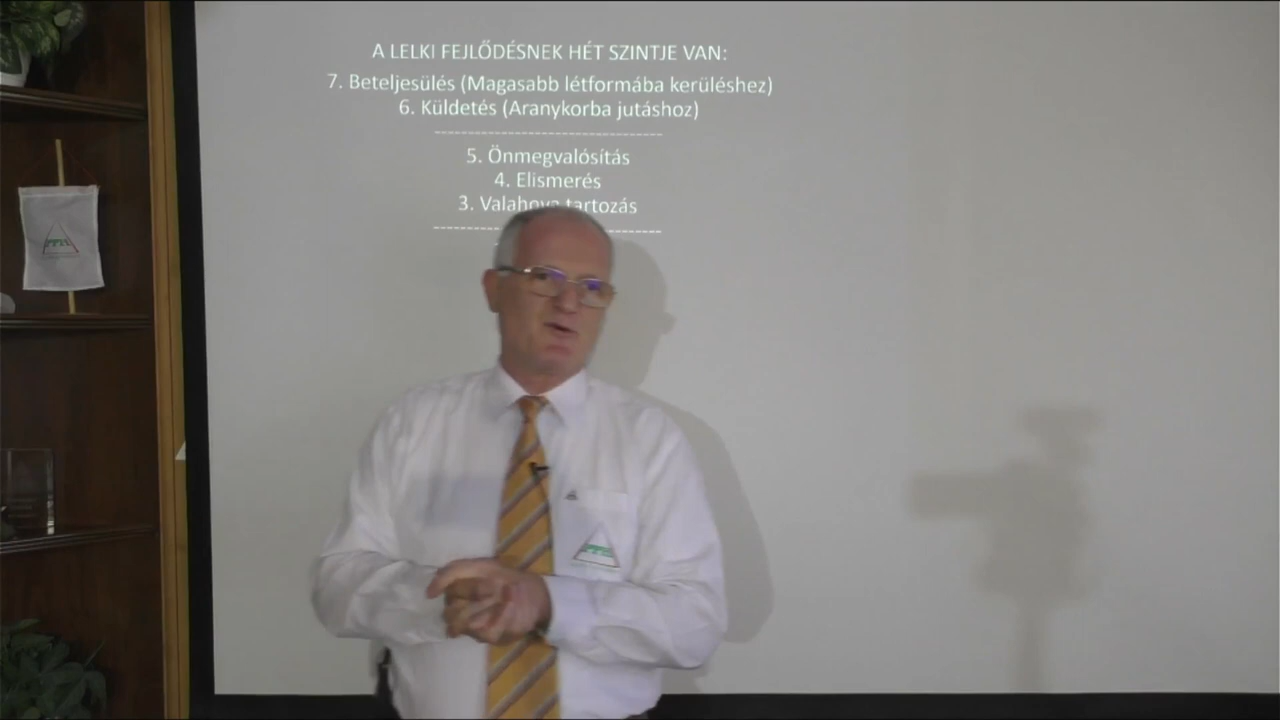 A LELKI FEJLŐDÉSNEK HÉT SZINTJE VAN:
7. Beteljesülés (Magasabb létformába kerüléshez)
6. Küldetés (Aranykorba jutáshoz)
---------------------------------
5. Önmegvalósítás
4. Elismerés
3. Valahova tartozás
---------------------------------